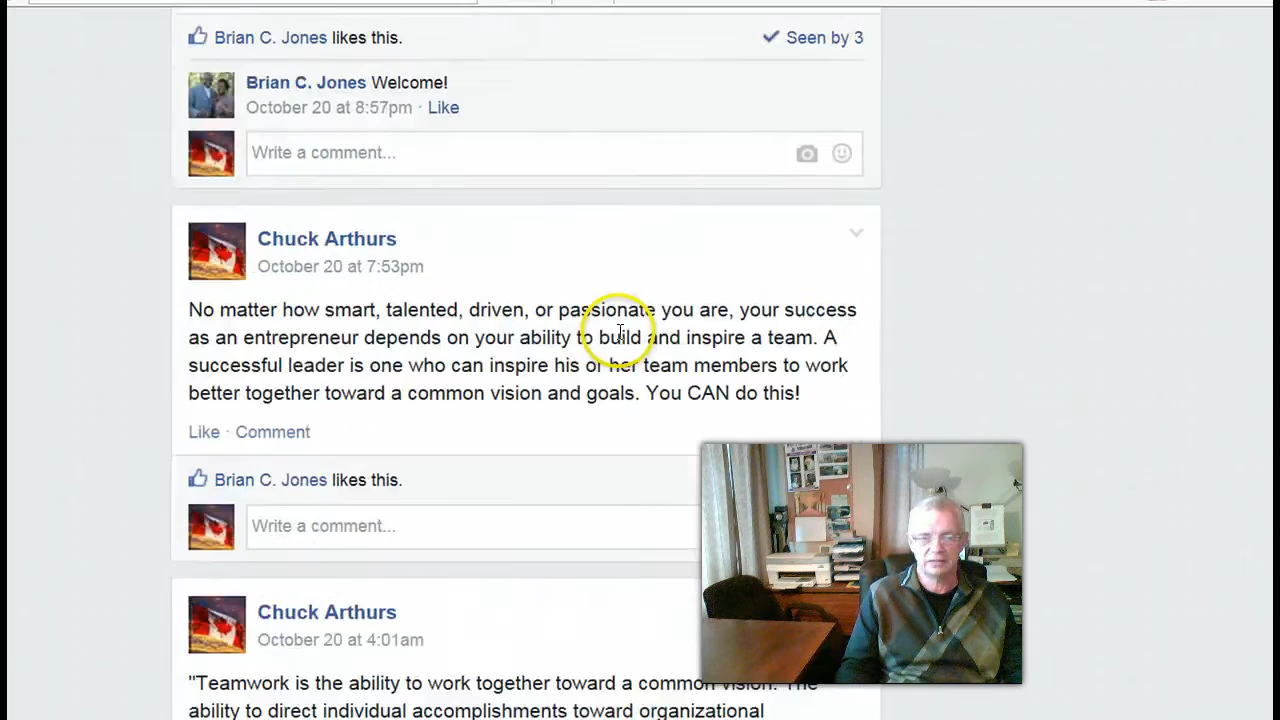 Brian C. Jones likes this.
Seen by 3
Brian C. Jones Welcome!
October 20 at 8:57pm · Like
Write a comment...
Chuck Arthurs
October 20 at 7:53pm
No matter how smart, talented, driven, or passionate you are, your success
as an entrepreneur depends on your ability to build and inspire a team. A
successful leader is one who can inspire his or her team members to work
better together toward a common vision and goals. You CAN do this!
Like · Comment
Brian C. Jones likes this.
Write a comment...
Chuck Arthurs
October 20 at 4:01am
"Teamwork is the ability to work together toward a common vision. The
ability to direct individual accomplishments toward organizational